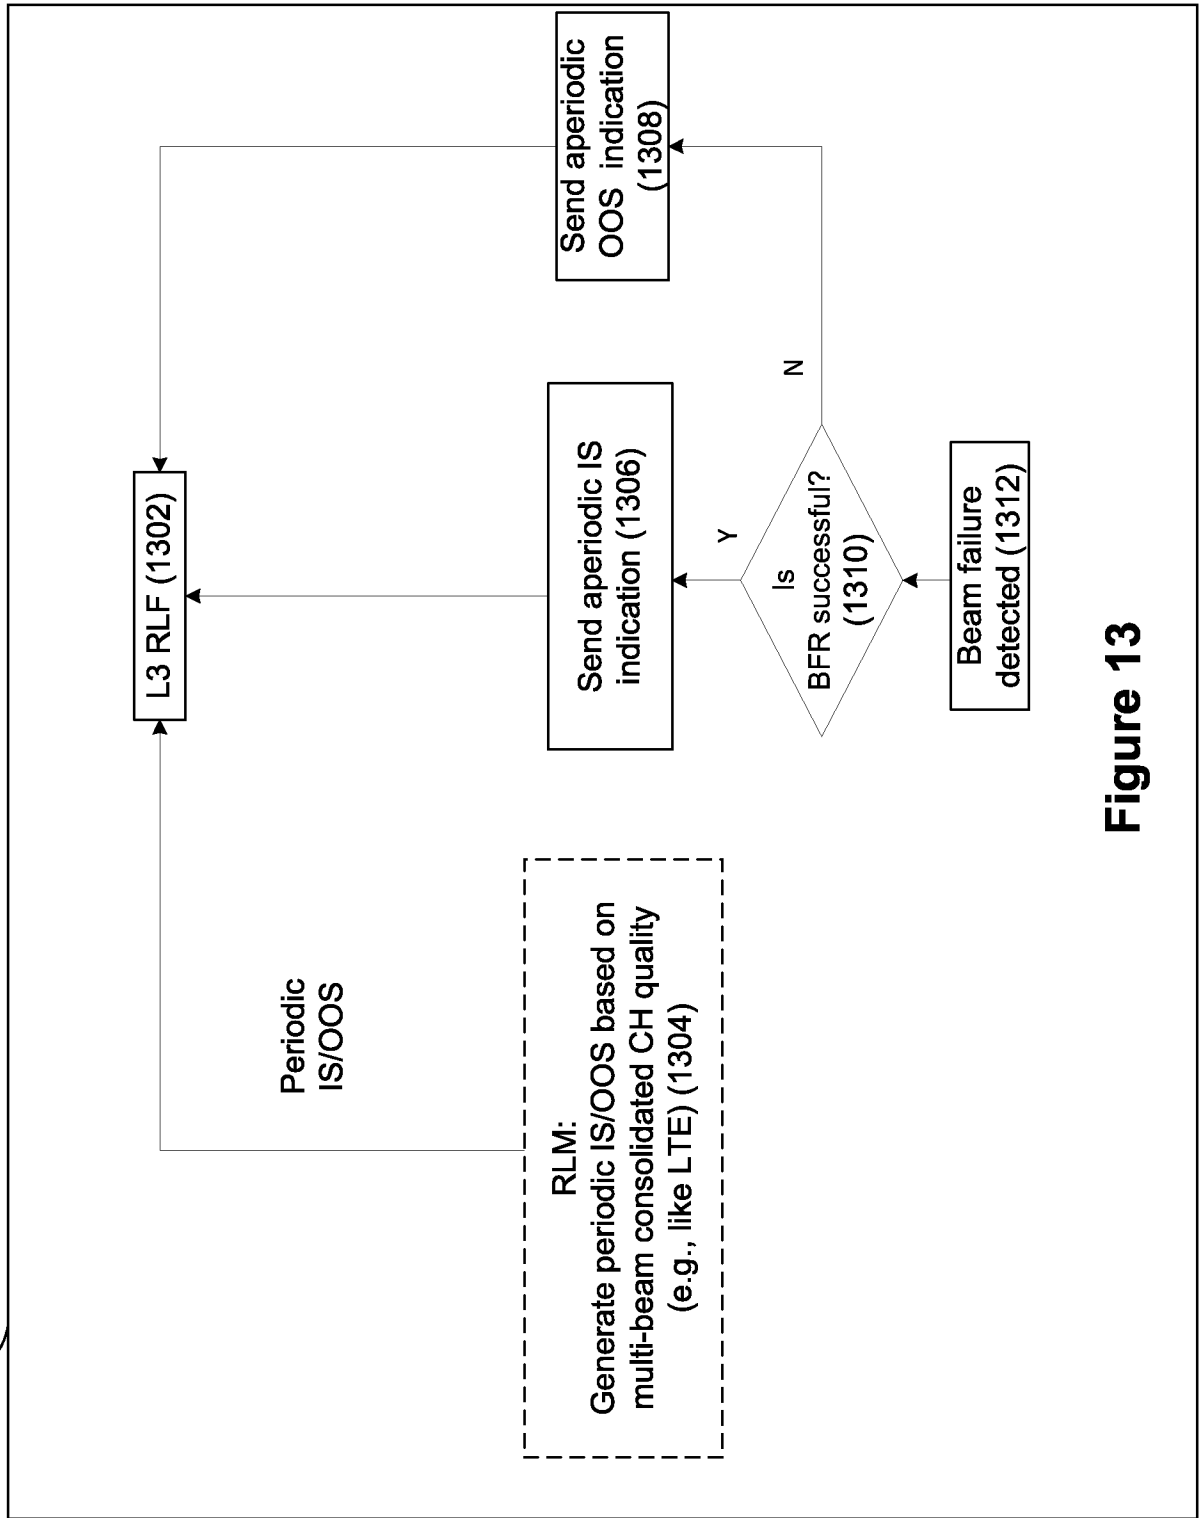 L3 RLF (1302)
Periodic
IS/OOS
RLM:
Generate periodic IS/OOS based on
multi-beam consolidated CH quality
(e.g., like LTE) (1304)
Send aperiodic IS
indication (1306)
Send aperiodic
OOS indication
(1308)
Y
N
Is
BFR successful?
(1310)
Beam failure
detected (1312)
Figure 13